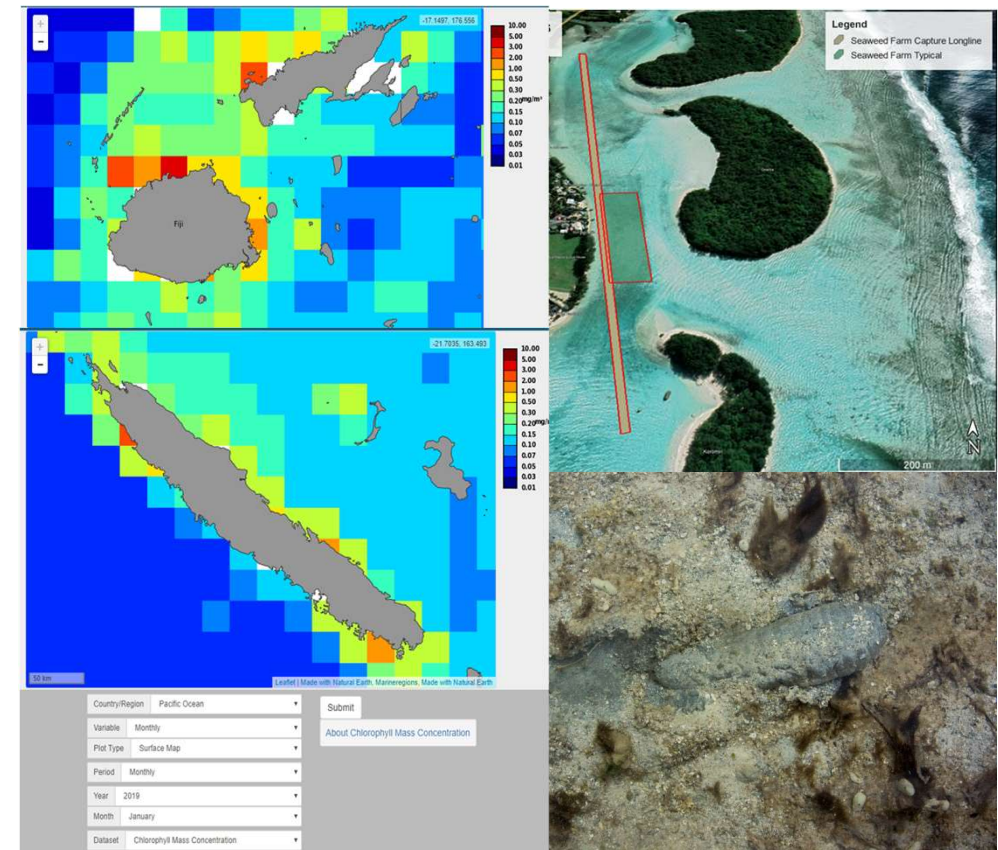 +
-
-17.1497, 176.556
10.00
5.00
3.00
2.00
1.00
0.50
0.30
0.20 mg/m³
0.15
0.10
0.07
0.05
0.03
0.01
Fiji
+
-
-21.7035, 163.493
10.00
5.00
3.00
2.00
1.00
0.50
0.30
0.20 mg/
0.15
0.10
0.07
0.05
0.03
0.01
50 km
Leaflet | Made with Natural Earth, Marineregions, Made with Natural Earth
Country/Region Pacific Ocean
Variable Monthly
Plot Type Surface Map
Period Monthly
Year 2019
Month January
Dataset Chlorophyll Mass Concentration
Submit
About Chlorophyll Mass Concentration
Legend
Seaweed Farm Capture Longline
Seaweed Farm Typical
N
200 m